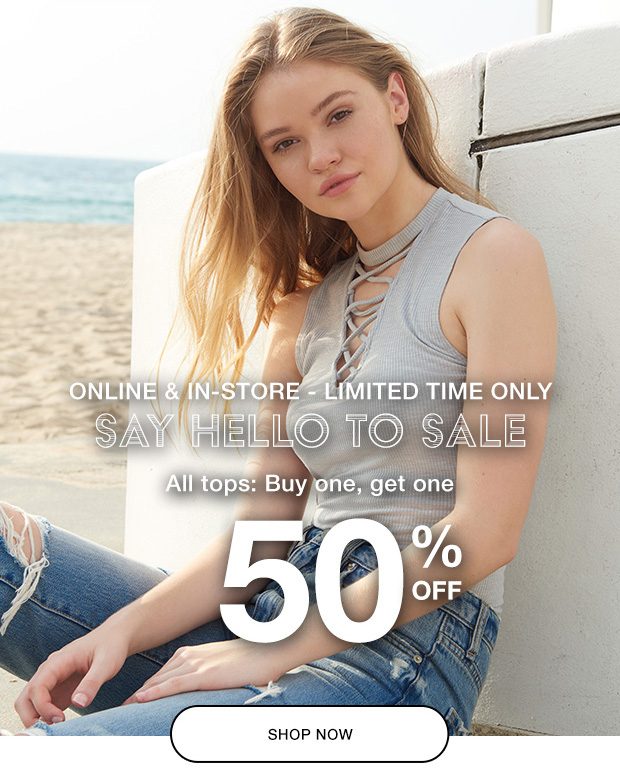 ONLINE & IN-STORE - LIMITED TIME ONLY
SAY HELLO TO SALE
All tops: Buy one, get one
50%
OFF
SHOP NOW